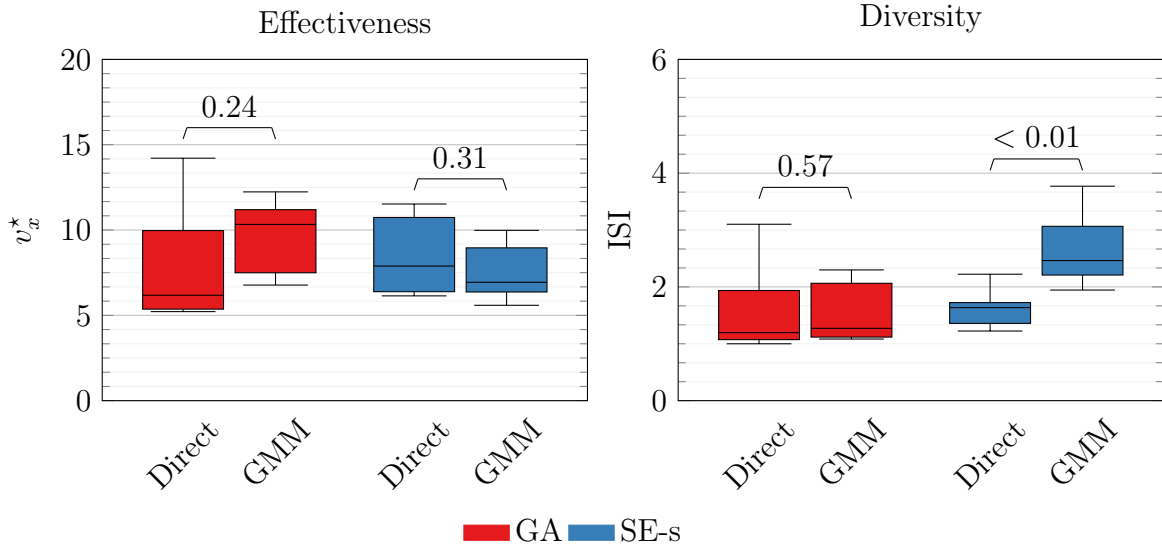 Effectiveness
20
15
10
5
0
v_x^⋆
0.24
0.31
Direct
GMM
Direct
GMM
Diversity
6
4
2
0
ISI
0.57
< 0.01
Direct
GMM
Direct
GMM
GA SE-s